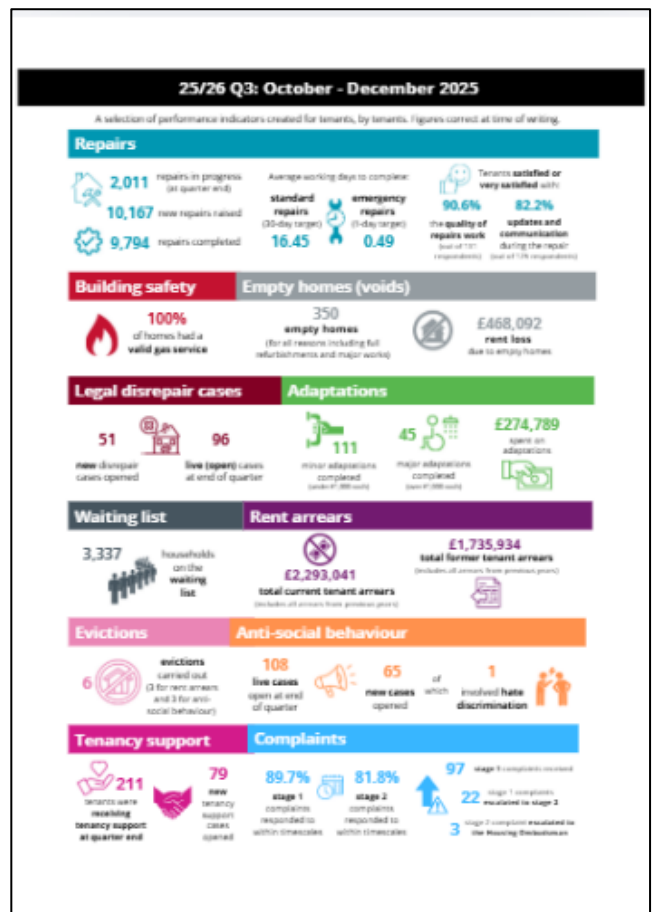 25/26 Q3: October - December 2025
A selection of performance indicators created for tenants, by tenants. Figures correct at time of writing.
Repairs
2,011 repairs in progress
(at quarter end)
10,167 new repairs raised
9,794 repairs completed
Average working days to complete:
standard
repairs
(30-day target)
16.45
emergency
repairs
(1-day target)
0.49
Tenants satisfied or
very satisfied with:
90.6%
the quality of
repairs work
(out of
respondents)
82.2%
updates and
communication
during the repair
(out of respondents)
Building safety
100%
of homes had a
valid gas service
Empty homes (voids)
350
empty homes
(for all reasons including full
refurbishments and major works)
£468,092
rent loss
due to empty homes
Legal disrepair cases
51
new disrepair
cases opened
96
live (open) cases
at end of quarter
Adaptations
111
minor adaptations
completed
(under £1,000 each)
45
major adaptations
completed
(over £1,000 each)
£274,789
spent on
adaptations
Waiting list
3,337 households
on the
waiting
list
Rent arrears
£2,293,041
total current tenant arrears
(includes all arrears from previous years)
£1,735,934
total former tenant arrears
(includes all arrears from previous years)
Evictions
6
evictions
carried out
(3 for rent arrears
and 3 for anti-
social behaviour)
Anti-social behaviour
108
live cases
open at end
of quarter
65
new cases
opened
of
which
1
involved hate
discrimination
Tenancy support
211
tenants were
receiving
tenancy support
at quarter end
79
new
tenancy
support
cases
opened
Complaints
89.7%
stage 1
complaints
responded to
within timescales
81.8%
stage 2
complaints
responded to
within timescales
97 stage 1 complaints received
22 stage 1 complaints
escalated to stage 2
3 stage 2 complaint escalated to
the Housing Ombudsman